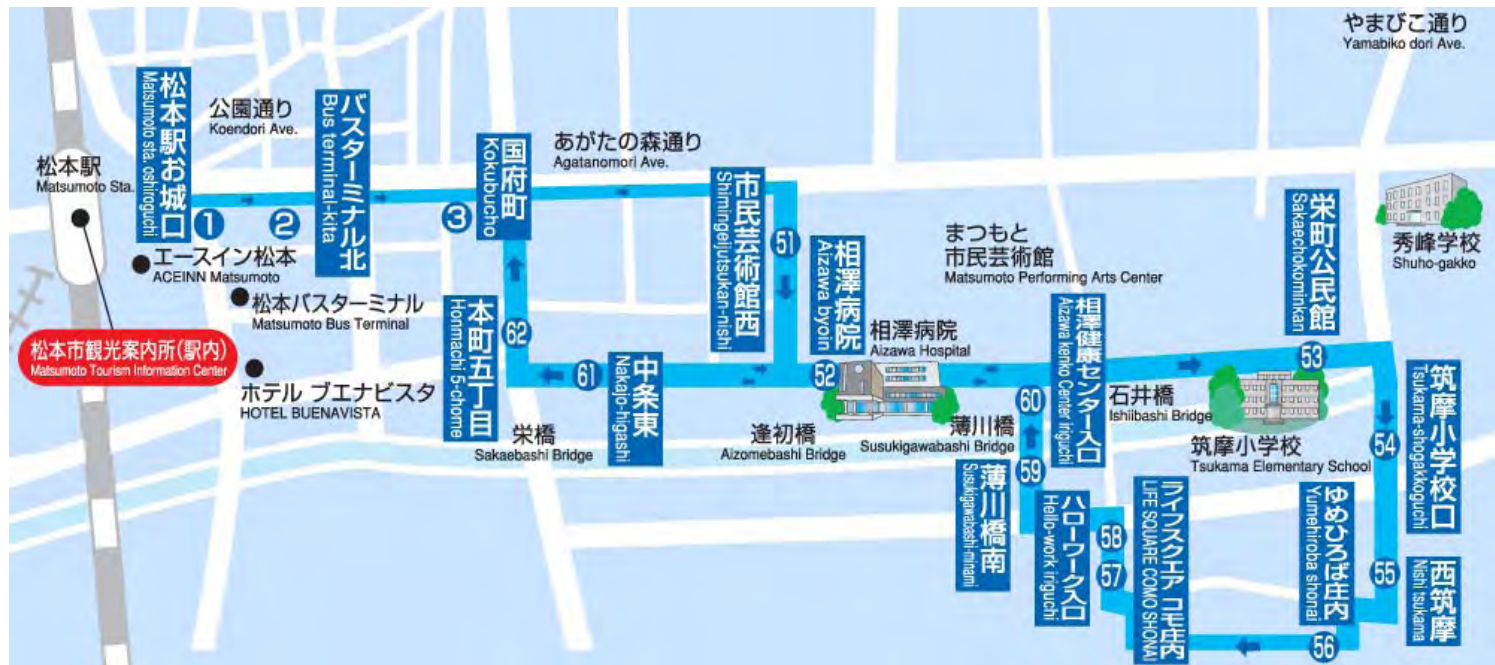 やまびこ通り
Yamabiko dori Ave.
松本駅お城口
Matsumoto sta. oshiroguchi
公園通り
Koendori Ave.
バスターミナル北
Bus terminal-kita
国府町
Kokubucho
あがたの森通り
Agatanomori Ave.
松本駅
Matsumoto Sta.
1
2
3
市民芸術館西
Shimingeijutsukan-nishi
51
相澤病院
Aizawa byoin
まつもと
市民芸術館
Matsumoto Performing Arts Center
栄町公民館
Sakaechokominkan
秀峰学校
Shuho-gakko
エースイン松本
ACEINN Matsumoto
松本バスターミナル
Matsumoto Bus Terminal
松本市観光案内所(駅内)
Matsumoto Tourism Information Center
ホテル ブエナビスタ
HOTEL BUENAVISTA
本町五丁目
Honmachi 5-chome
62
61
中条東
Nakajo-higashi
52
相澤病院
Aizawa Hospital
相澤健康センター入口
Aizawa kenko Center iriguchi
53
筑摩小学校口
Tsukama-shogakkoguchi
栄橋
Sakaebashi Bridge
逢初橋
Aizomebashi Bridge
薄川橋
Susukigawabashi Bridge
60
石井橋
Ishiibashi Bridge
筑摩小学校
Tsukama Elementary School
54
59
薄川橋南
Susukigawabashi-minami
ハローワーク入口
Hello-work iriguchi
58
57
ライフスクエア コモ庄内
LIFE SQUARE COMO SHONAI
ゆめひろば庄内
Yumehiroba shonai
55
西筑摩
Nishi tsukama
56